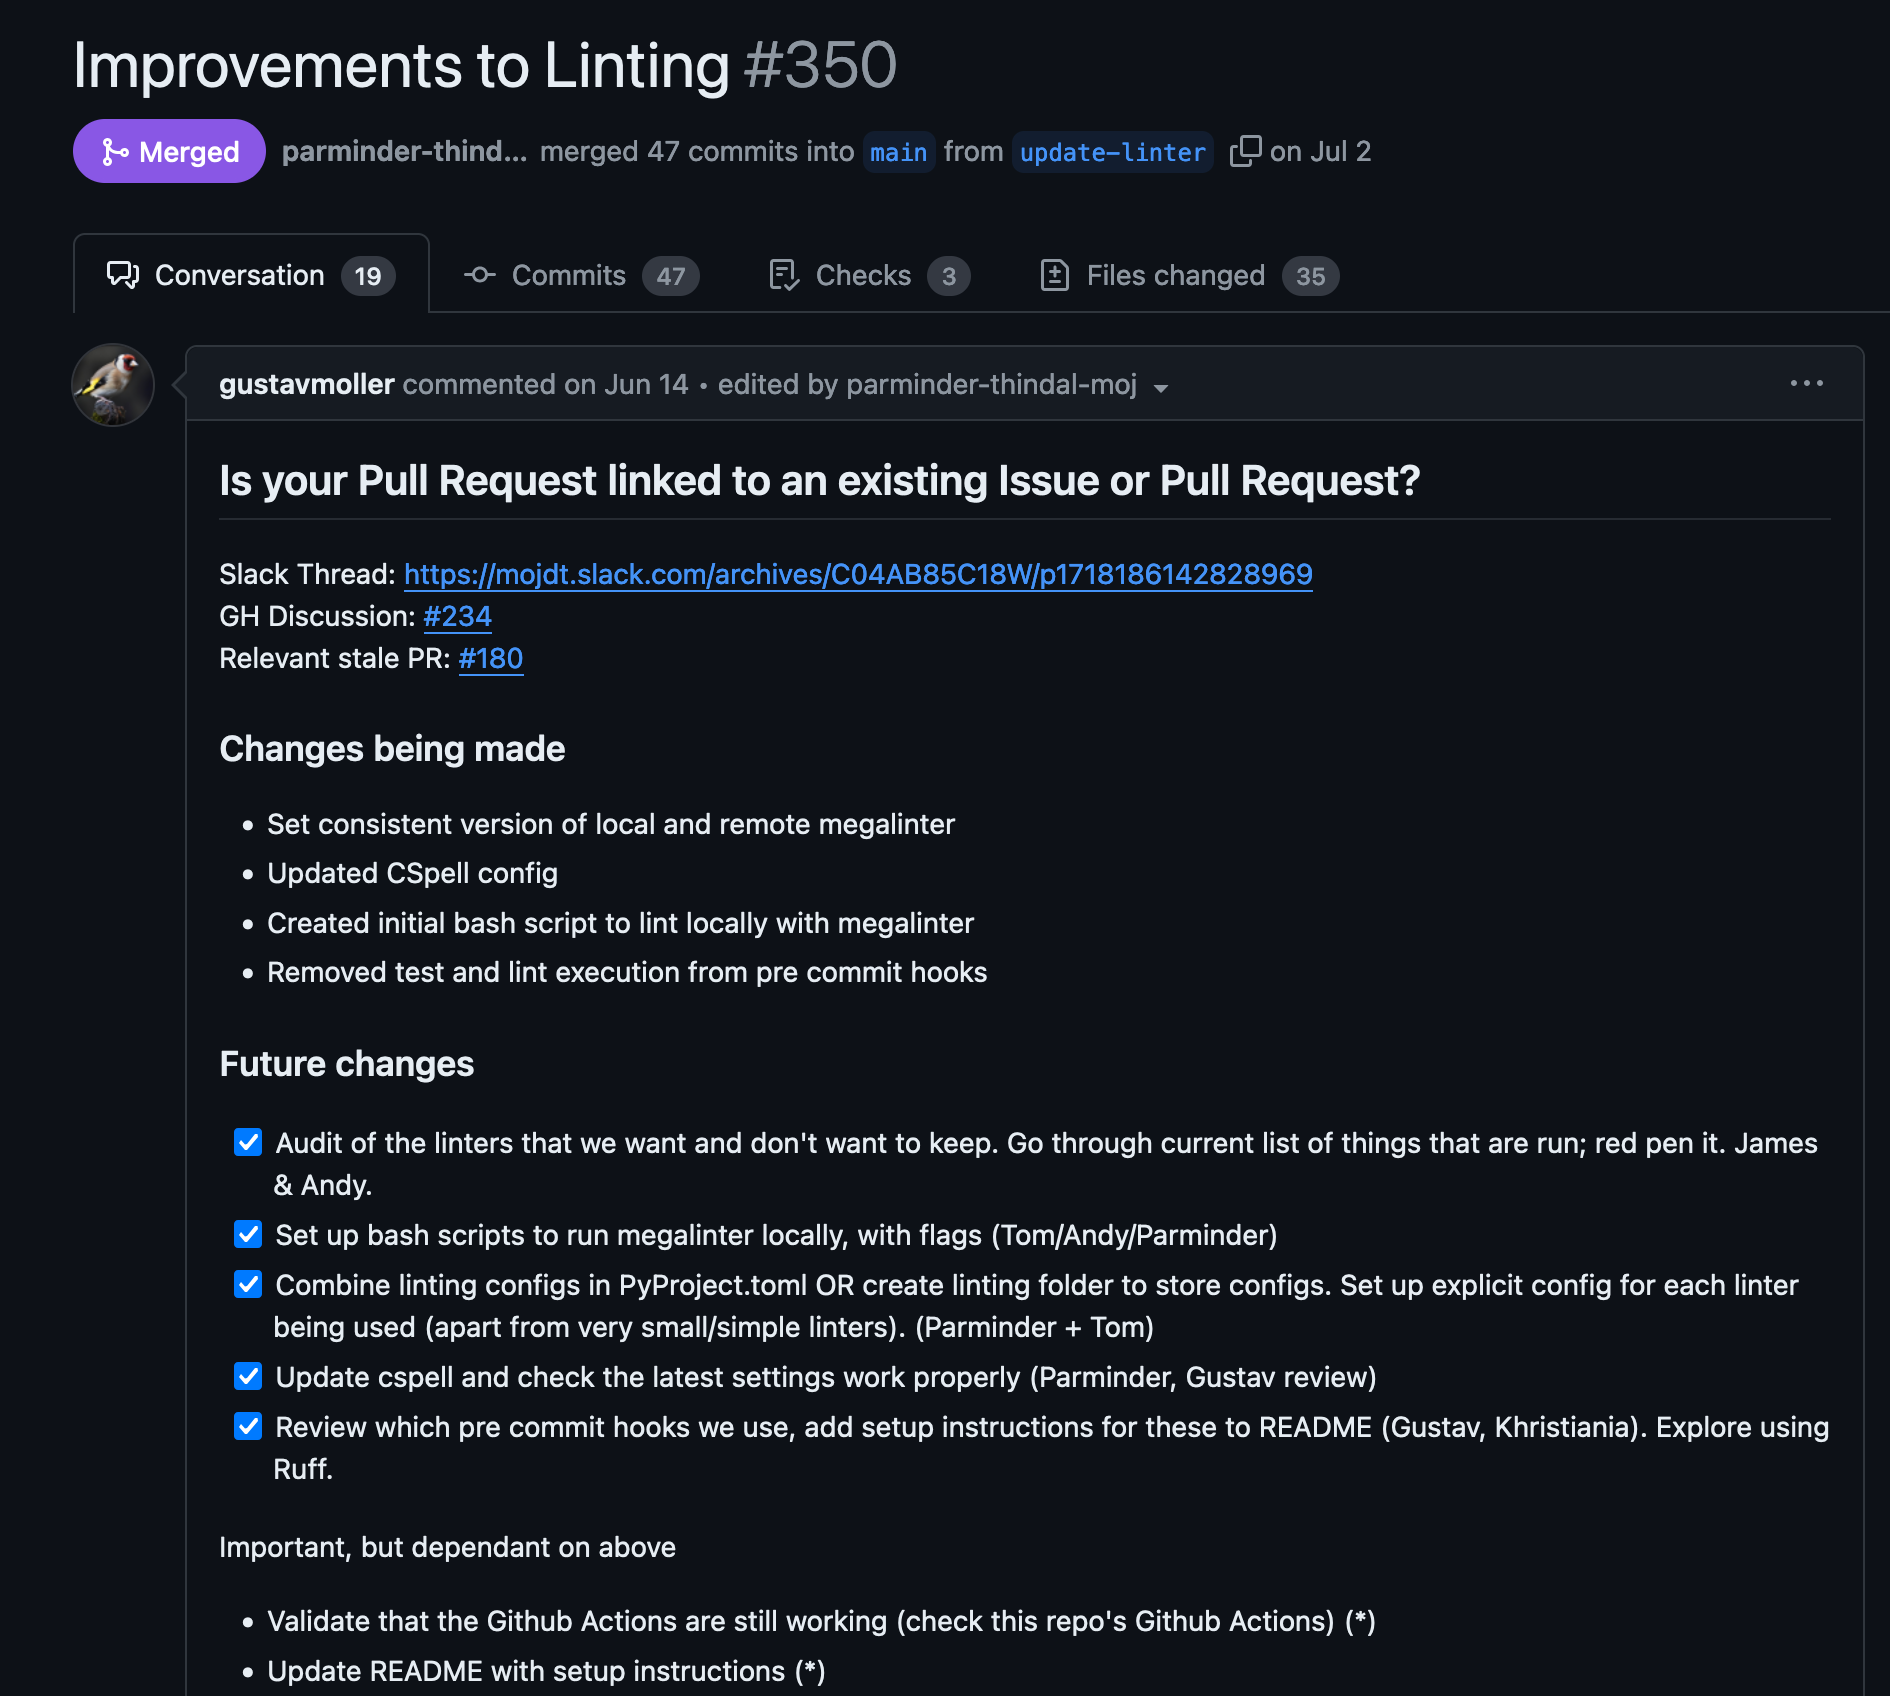 Improvements to Linting #350
Merged parminder-thind... merged 47 commits into main from update-linter on Jul 2
Conversation 19 Commits 47 Checks 3 Files changed 35
gustavmoller commented on Jun 14 • edited by parminder-thindal-moj
Is your Pull Request linked to an existing Issue or Pull Request?
Slack Thread: https://mojdt.slack.com/archives/C04AB85C18W/p1718186142828969
GH Discussion: #234
Relevant stale PR: #180
Changes being made
• Set consistent version of local and remote megalinter
• Updated CSpell config
• Created initial bash script to lint locally with megalinter
• Removed test and lint execution from pre commit hooks
Future changes
Audit of the linters that we want and don't want to keep. Go through current list of things that are run; red pen it. James
& Andy.
Set up bash scripts to run megalinter locally, with flags (Tom/Andy/Parminder)
Combine linting configs in PyProject.toml OR create linting folder to store configs. Set up explicit config for each linter
being used (apart from very small/simple linters). (Parminder + Tom)
Update cspell and check the latest settings work properly (Parminder, Gustav review)
Review which pre commit hooks we use, add setup instructions for these to README (Gustav, Khristiania). Explore using
Ruff.
Important, but dependant on above
• Validate that the Github Actions are still working (check this repo's Github Actions) (*)
• Update README with setup instructions (*)